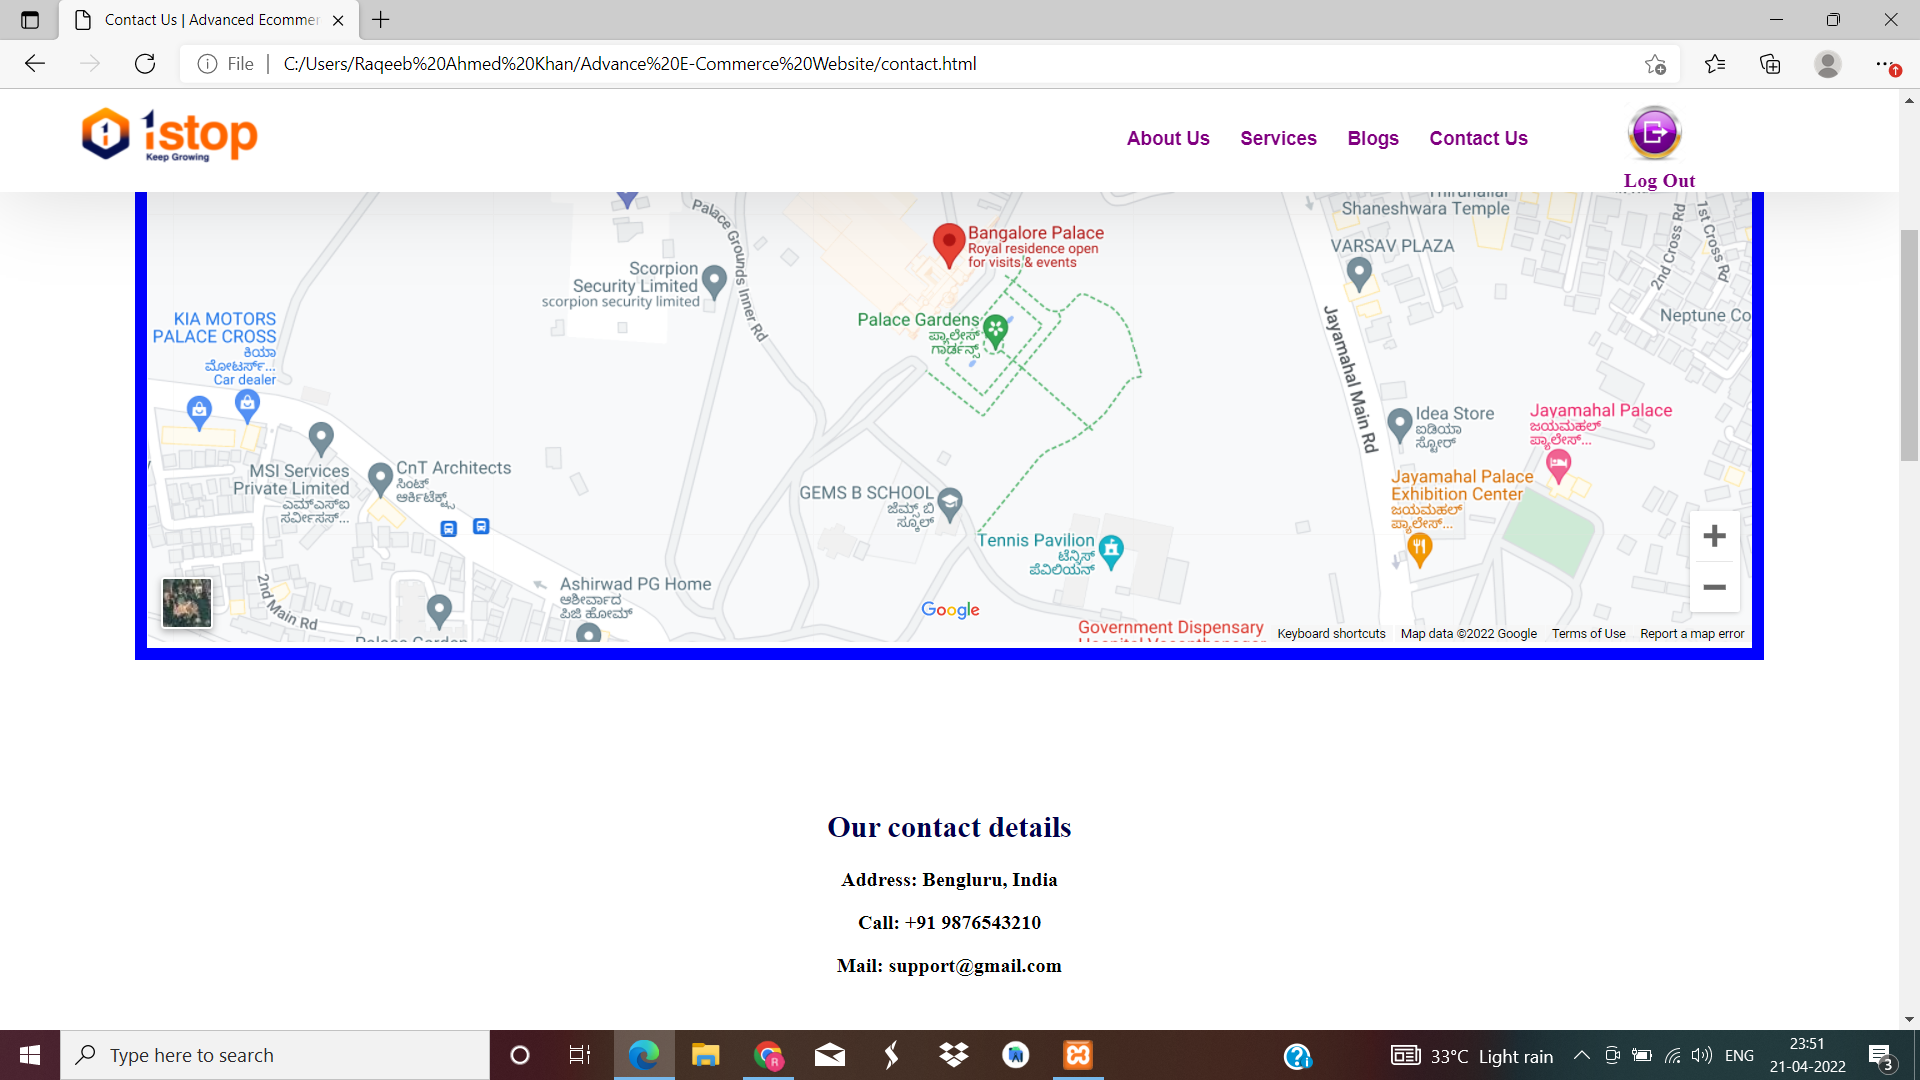 Contact Us | Advanced Ecommer
File
C:/Users/Raqeeb%20Ahmed%20Khan/Advance%20E-Commerce%20Website/contact.html
1stop
Keep Growing
About Us
Services
Blogs
Contact Us
Log Out
Shaneshwara Temple
VARSAV PLAZA
Palace Grounds Inner Rd
Bangalore Palace
Royal residence open
for visits & events
Scorpion
Security Limited
scorpion security limited
2nd Cross Rd
1st Cross Rd
Neptune Co
KIA MOTORS
PALACE CROSS
ಕಿಯಾ
ಮೋಟರ್ಸ್...
Car dealer
Palace Gardens
ಪ್ಯಾಲೇಸ್
ಗಾರ್ಡನ್ಸ್
Jayamahal Main Rd
Idea Store
ಐಡಿಯಾ
ಸ್ಟೋರ್
Jayamahal Palace
ಜಯಮಹಲ್
ಪ್ಯಾಲೇಸ್...
MSI Services
Private Limited
ಎಮ್ಎಸ್ಐ
ಸರ್ವೀಸಸ್...
CnT Architects
ಸಿಂಟ್
ಆರ್ಕಿಟೆಕ್ಟ್ಸ್
GEMS B SCHOOL
ಜೆಮ್ಸ್ ಬಿ
ಸ್ಕೂಲ್
Jayamahal Palace
Exhibition Center
ಜಯಮಹಲ್
ಪ್ಯಾಲೇಸ್...
Tennis Pavilion
ಟೆನ್ನಿಸ್
ಪೆವಿಲಿಯನ್
2nd Main Rd
Ashirwad PG Home
ಆಶೀರ್ವಾದ
ಪಿಜಿ ಹೋಮ್
Google
Government Dispensary
Keyboard shortcuts
Map data ©2022 Google
Terms of Use
Report a map error
Our contact details
Address: Bengluru, India
Call: +91 9876543210
Mail: support@gmail.com
Type here to search
33°C Light rain
ENG
23:51
21-04-2022
3